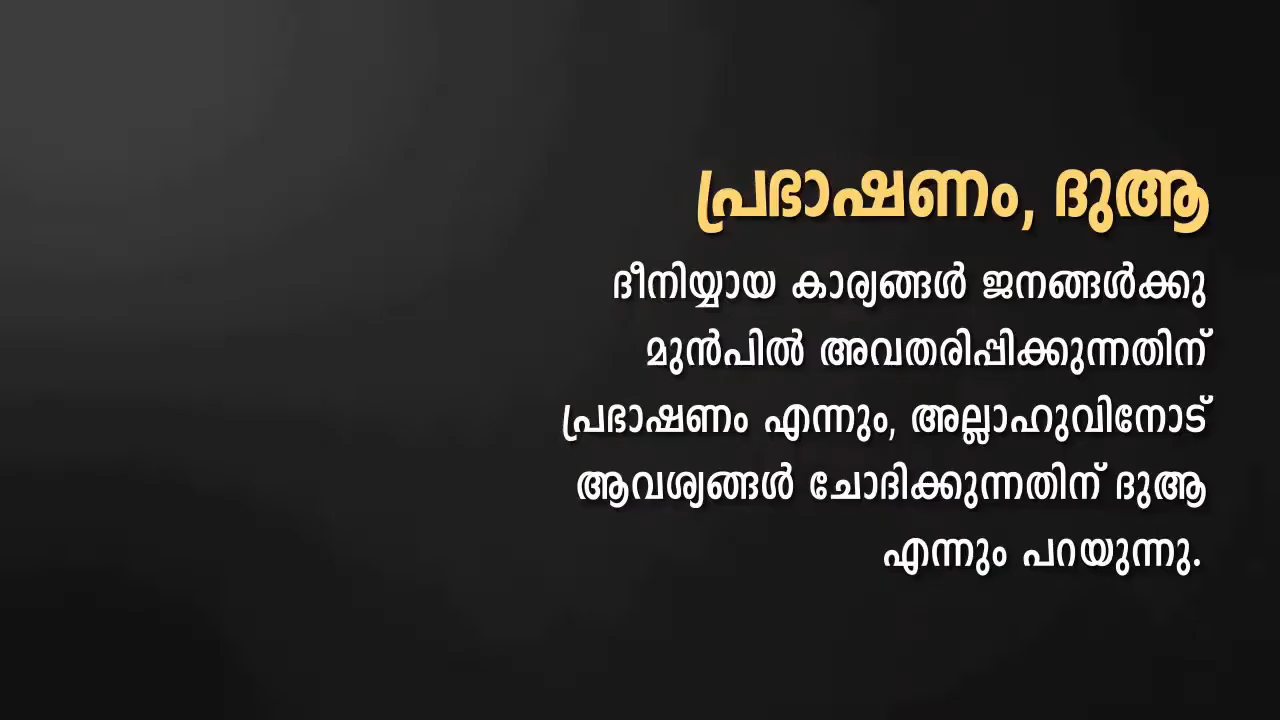 പ്രഭാഷണം, ദുആ
ദീനിയ്യായ കാര്യങ്ങൾ ജനങ്ങൾക്കു
മുൻപിൽ അവതരിപ്പിക്കുന്നതിന്
പ്രഭാഷണം എന്നും, അല്ലാഹുവിനോട്
ആവശ്യങ്ങൾ ചോദിക്കുന്നതിന് ദുആ
എന്നും പറയുന്നു.